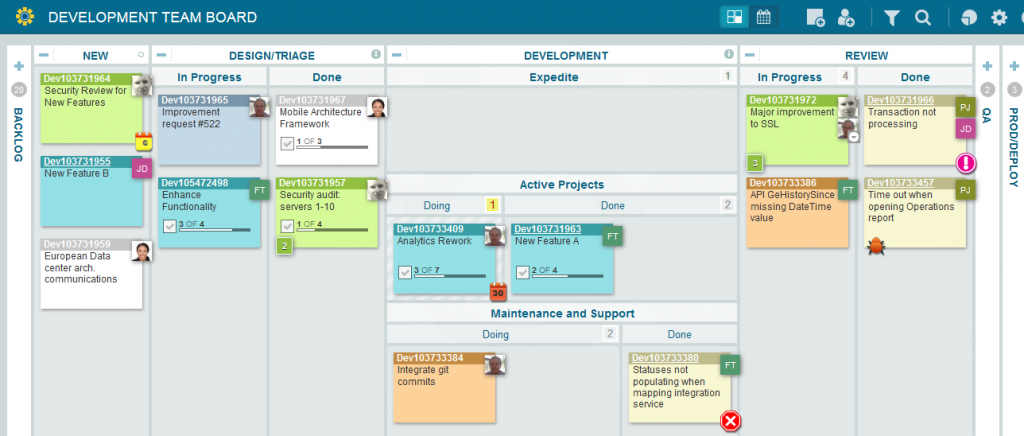 DEVELOPMENT TEAM BOARD
20
BACKLOG
NEW
Dev103731964
Security Review for
New Features
6
Dev103731955
JD
New Feature B
Dev103731959
European Data
center arch.
communications
DESIGN/TRIAGE
In Progress
Dev103731965
Improvement
request #522
Dev105472498
FT
Enhance
Functionality
3 OF 4
Done
Dev103731967
Mobile Architecture
Framework
1 OF 3
Dev103731957
Security audit:
servers 1-10
1 OF 4
2
DEVELOPMENT
Expedite
1
Active Projects
Doing
1
Done
2
Dev103733409
Analytics Rework
3 OF 7
30
Dev103731963
FT
New Feature A
2 OF 4
Maintenance and Support
Doing
2
Done
Dev103733384
Integrate git
commits
Dev103733380
FT
Statuses not
populating when
mapping integration
service
REVIEW
In Progress
4
Dev103731972
Major improvement
to SSL
3
Dev103733386
API GeHistorySince
missing DateTime
value
Done
Dev103731966
PJ
JD
Transaction not
processing
Dev103733457
PJ
Time out when
opening Operations
report
2
QA
3
PROD/DEPLOY